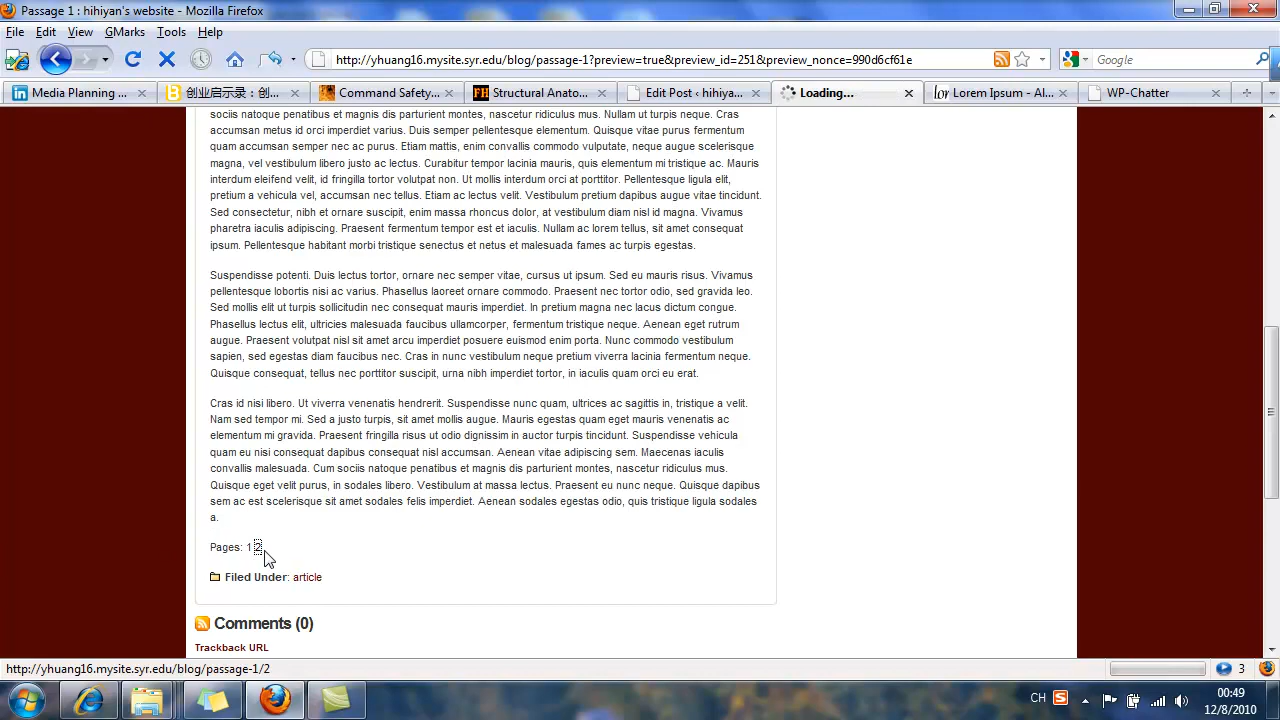 Passage 1 : hihiyan's website - Mozilla Firefox
File Edit View GMarks Tools Help
http://yhuang16.mysite.syr.edu/blog/passage-1?preview=true&preview_id=251&preview_nonce=990d6cf61e
Google
Media Planning ... 创业启示录：创... Command Safety... Structural Anato... Edit Post ‹ hihiya... Loading... Lorem Ipsum - Al... WP-Chatter
sociis natoque penatibus et magnis dis parturient montes, nascetur ridiculus mus. Nullam ut turpis neque. Cras
accumsan metus id orci imperdiet varius. Duis semper pellentesque elementum. Quisque vitae purus fermentum
quam accumsan semper nec ac purus. Etiam mattis, enim convallis commodo vulputate, neque augue scelerisque
magna, vel vestibulum libero justo ac lectus. Curabitur tempor lacinia mauris, quis elementum mi tristique ac. Mauris
interdum eleifend velit, id fringilla tortor volutpat non. Ut mollis interdum orci at porttitor. Pellentesque ligula elit,
pretium a vehicula vel, accumsan nec tellus. Etiam ac lectus velit. Vestibulum pretium dapibus augue vitae tincidunt.
Sed consectetur, nibh et ornare suscipit, enim massa rhoncus dolor, at vestibulum diam nisl id magna. Vivamus
pharetra iaculis adipiscing. Praesent fermentum tempor est et iaculis. Nullam ac lorem tellus, sit amet consequat
ipsum. Pellentesque habitant morbi tristique senectus et netus et malesuada fames ac turpis egestas.
Suspendisse potenti. Duis lectus tortor, ornare nec semper vitae, cursus ut ipsum. Sed eu mauris risus. Vivamus
pellentesque lobortis nisi ac varius. Phasellus laoreet ornare commodo. Praesent nec tortor odio, sed gravida leo.
Sed mollis elit ut turpis sollicitudin nec consequat mauris imperdiet. In pretium magna nec lacus dictum congue.
Phasellus lectus elit, ultricies malesuada faucibus ullamcorper, fermentum tristique neque. Aenean eget rutrum
augue. Praesent volutpat nisl sit amet arcu imperdiet posuere euismod enim porta. Nunc commodo vestibulum
sapien, sed egestas diam faucibus nec. Cras in nunc vestibulum neque pretium viverra lacinia fermentum neque.
Quisque consequat, tellus nec porttitor suscipit, urna nibh imperdiet tortor, in iaculis quam orci eu erat.
Cras id nisi libero. Ut viverra venenatis hendrerit. Suspendisse nunc quam, ultrices ac sagittis in, tristique a velit.
Nam sed tempor mi. Sed a justo turpis, sit amet mollis augue. Mauris egestas quam eget mauris venenatis ac
elementum mi gravida. Praesent fringilla risus ut odio dignissim in auctor turpis tincidunt. Suspendisse vehicula
quam eu nisi consequat dapibus consequat nisl accumsan. Aenean vitae adipiscing sem. Maecenas iaculis
convallis malesuada. Cum sociis natoque penatibus et magnis dis parturient montes, nascetur ridiculus mus.
Quisque eget velit purus, in sodales libero. Vestibulum at massa lectus. Praesent eu nunc neque. Quisque dapibus
sem ac est scelerisque sit amet sodales felis imperdiet. Aenean sodales egestas odio, quis tristique ligula sodales
a.
Pages: 1 2
Filed Under: article
Comments (0)
Trackback URL
http://yhuang16.mysite.syr.edu/blog/passage-1/2
3
CH
00:49
12/8/2010